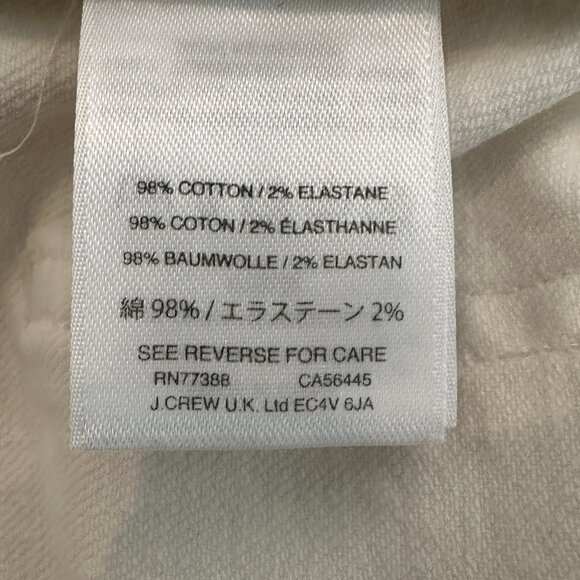 98% COTTON / 2% ELASTANE
98% COTON / 2% ÉLASTHANNE
98% BAUMWOLLE / 2% ELASTAN
綿 98% / エラステーン 2%
SEE REVERSE FOR CARE
RN77388 CA56445
J.CREW U.K. Ltd EC4V 6JA